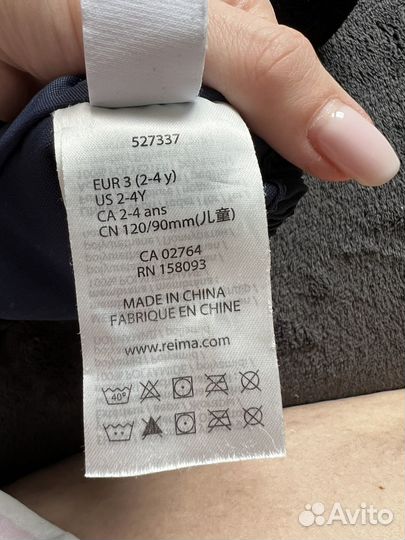 527337
EUR 3 (2-4 y)
US 2-4Y
CA 2-4 ans
CN 120/90mm(儿童)
CA 02764
RN 158093
MADE IN CHINA
FABRIQUE EN CHINE
www.reima.com
40°
Avito